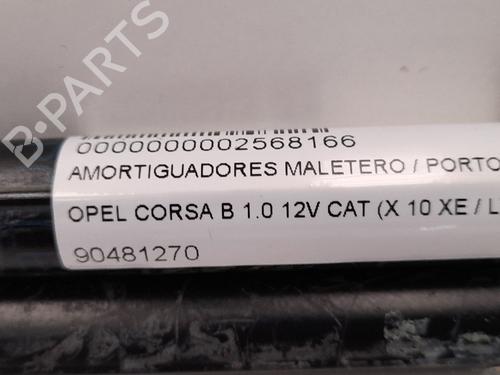 B-PARTS
0000000002568166
AMORTIGUADORES MALETERO / PORTO
OPEL CORSA B 1.0 12V CAT (X 10 XE / L
90481270